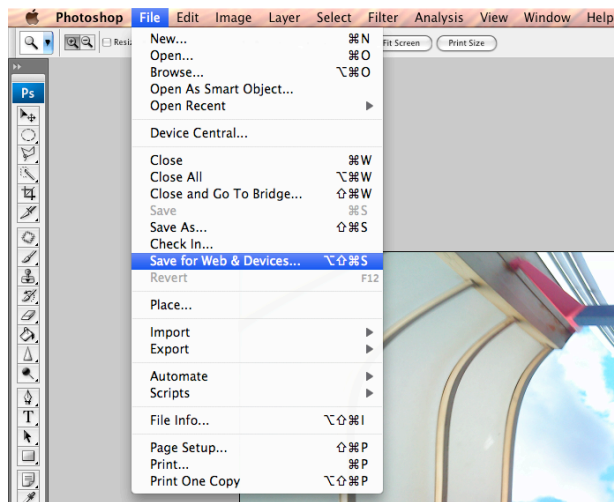 Photoshop File Edit Image Layer Select Filter Analysis View Window Help
Fit Screen Print Size
Ps
New... ⌘N
Open... ⌘O
Browse... ⌥⌘O
Open As Smart Object...
Open Recent
Device Central...
Close ⌘W
Close All ⌥⌘W
Close and Go To Bridge... ⇧⌘W
Save ⌘S
Save As... ⇧⌘S
Check In...
Save for Web & Devices... ⌥⇧⌘S
Revert F12
Place...
Import
Export
Automate
Scripts
File Info... ⌥⇧⌘I
Page Setup... ⇧⌘P
Print... ⌘P
Print One Copy ⌥⇧⌘P
T